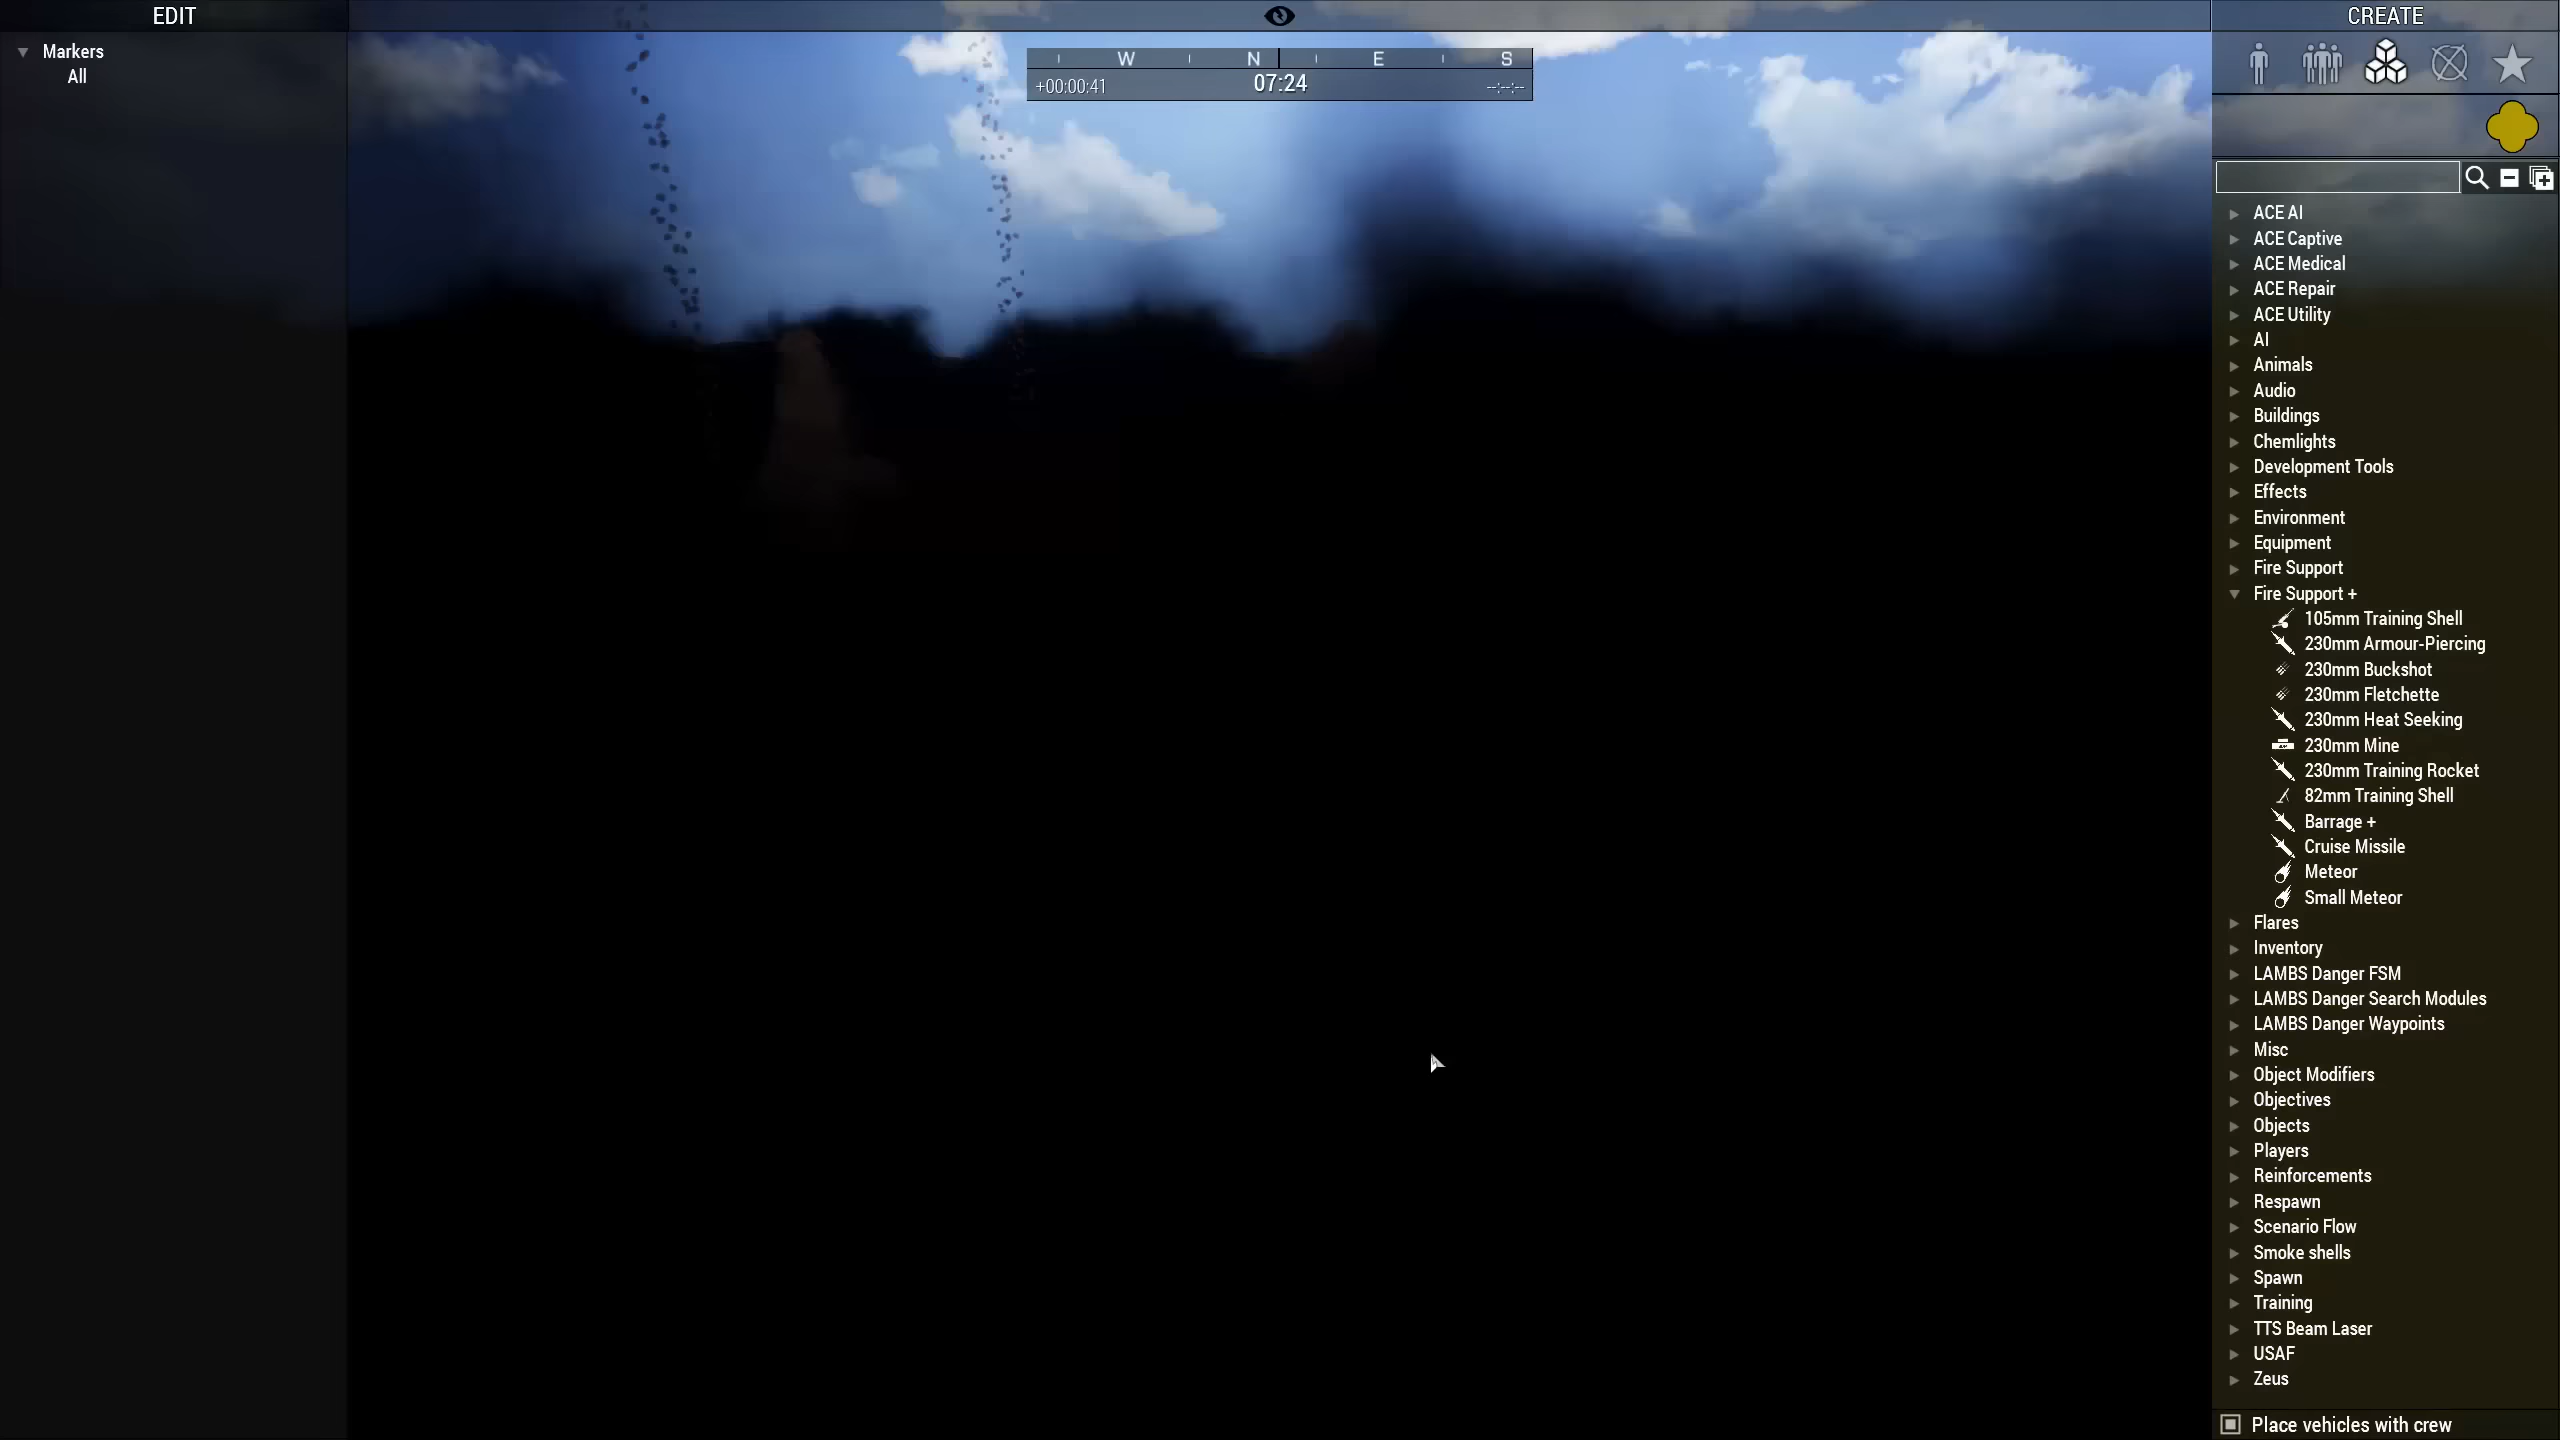 EDIT
Markers
All
W N E S
+00:00:41 07:24 --:--:--
CREATE
ACE AI
ACE Captive
ACE Medical
ACE Repair
ACE Utility
AI
Animals
Audio
Buildings
Chemlights
Development Tools
Effects
Environment
Equipment
Fire Support
Fire Support +
105mm Training Shell
230mm Armour-Piercing
230mm Buckshot
230mm Fletchette
230mm Heat Seeking
230mm Mine
230mm Training Rocket
82mm Training Shell
Barrage +
Cruise Missile
Meteor
Small Meteor
Flares
Inventory
LAMBS Danger FSM
LAMBS Danger Search Modules
LAMBS Danger Waypoints
Misc
Object Modifiers
Objectives
Objects
Players
Reinforcements
Respawn
Scenario Flow
Smoke shells
Spawn
Training
TTS Beam Laser
USAF
Zeus
Place vehicles with crew